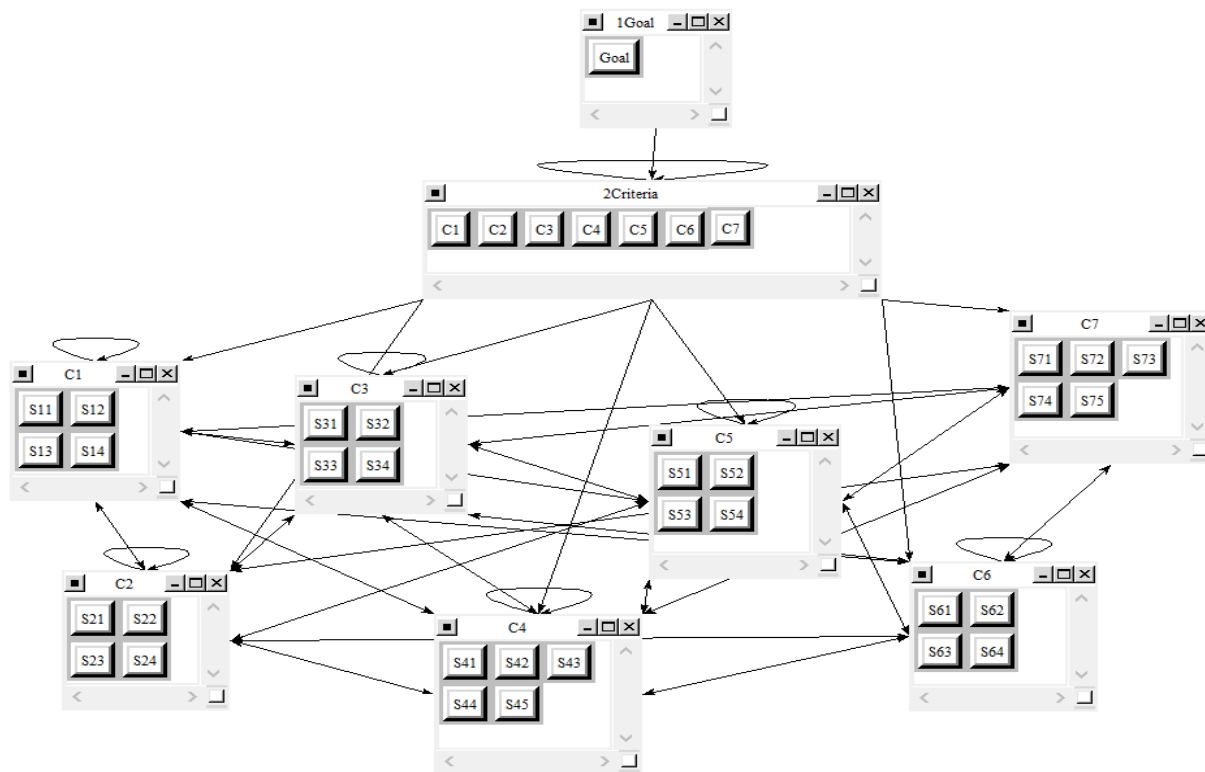 1Goal
Goal
2Criteria
C1 C2 C3 C4 C5 C6 C7
C1
S11 S12
S13 S14
C3
S31 S32
S33 S34
C5
S51 S52
S53 S54
C7
S71 S72 S73
S74 S75
C2
S21 S22
S23 S24
C4
S41 S42 S43
S44 S45
C6
S61 S62
S63 S64